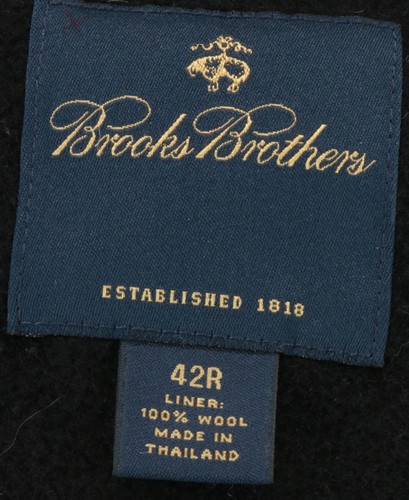 Brooks Brothers
ESTABLISHED 1818
42R
LINER:
100% WOOL
MADE IN
THAILAND